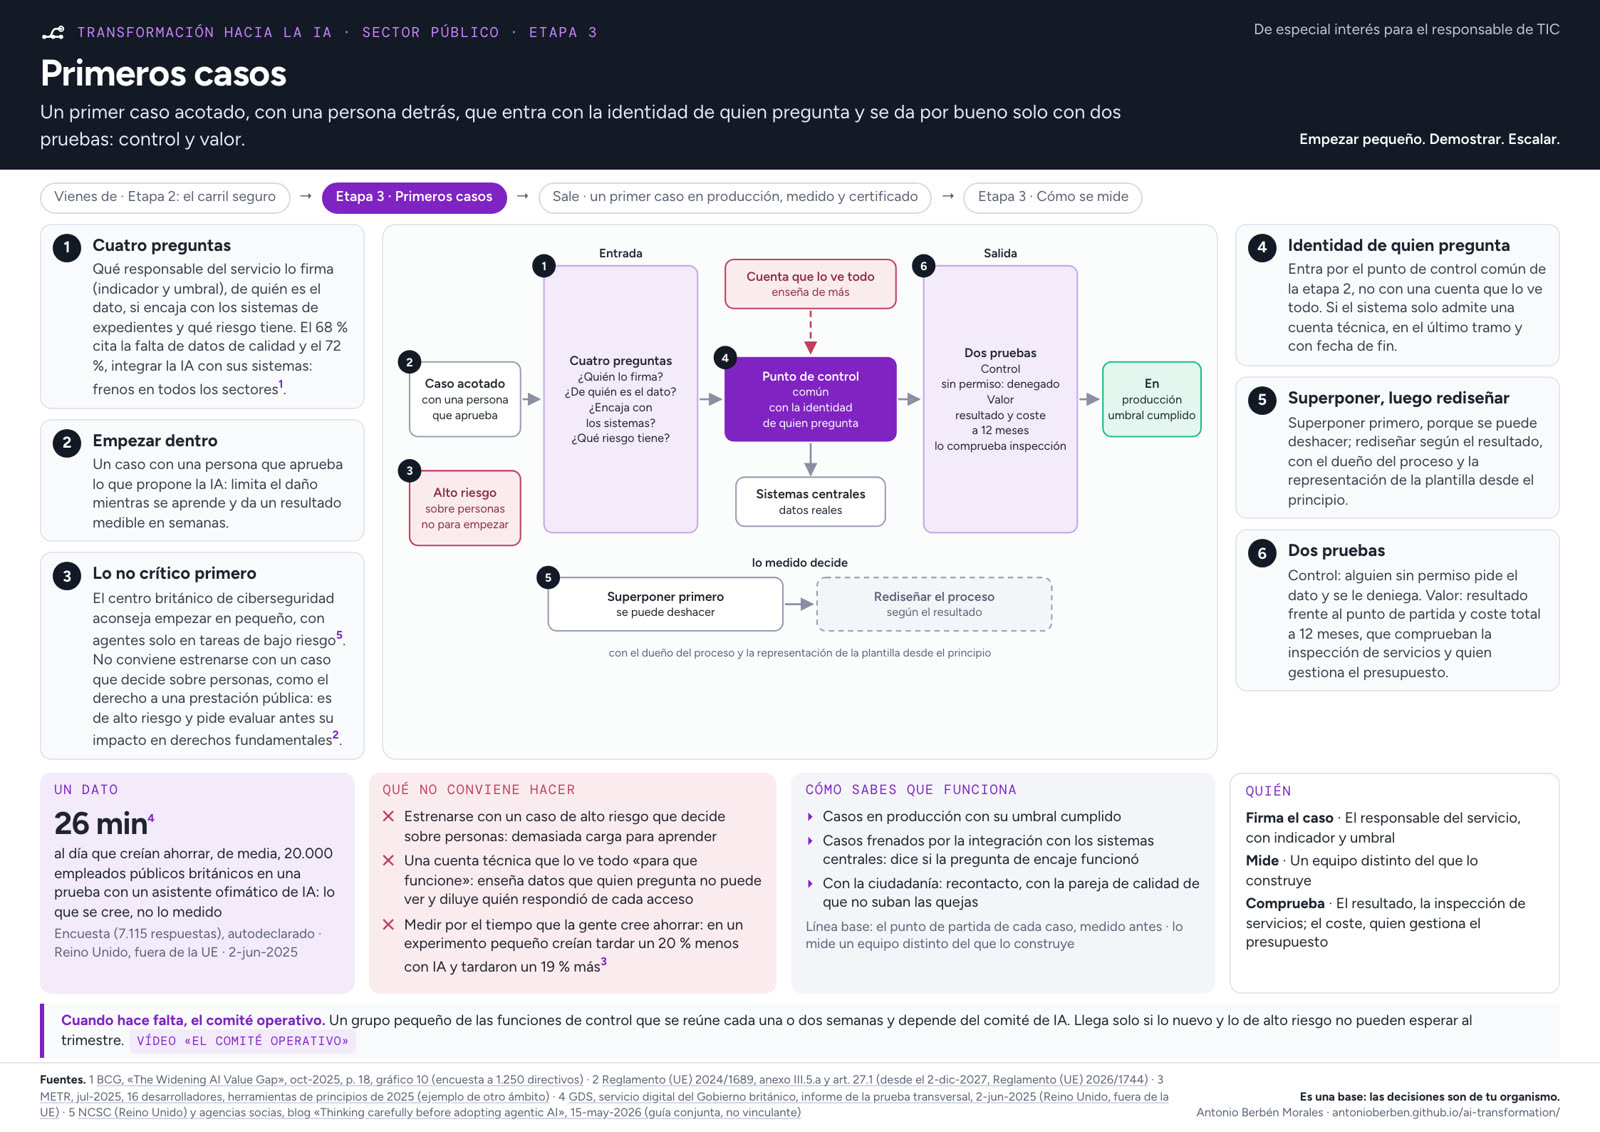 TRANSFORMACIÓN HACIA LA IA · SECTOR PÚBLICO · ETAPA 3
De especial interés para el responsable de TIC
Primeros casos
Un primer caso acotado, con una persona detrás, que entra con la identidad de quien pregunta y se da por bueno solo con dos
pruebas: control y valor.
Empezar pequeño. Demostrar. Escalar.
Vienes de · Etapa 2: el carril seguro → Etapa 3 · Primeros casos → Sale · un primer caso en producción, medido y certificado → Etapa 3 · Cómo se mide
1 Cuatro preguntas
Qué responsable del servicio lo firma
(indicador y umbral), de quién es el
dato, si encaja con los sistemas de
expedientes y qué riesgo tiene. El 68 %
cita la falta de datos de calidad y el 72
%, integrar la IA con sus sistemas:
frenos en todos los sectores1.
2 Empezar dentro
Un caso con una persona que aprueba
lo que propone la IA: limita el daño
mientras se aprende y da un resultado
medible en semanas.
3 Lo no crítico primero
El centro británico de ciberseguridad
aconseja empezar en pequeño, con
agentes solo en tareas de bajo riesgo5.
No conviene estrenarse con un caso
que decide sobre personas, como el
derecho a una prestación pública: es
de alto riesgo y pide evaluar antes su
impacto en derechos fundamentales2.
2
Caso acotado
con una persona
que aprueba
3
Alto riesgo
sobre personas
no para empezar
Entrada
1
Cuatro preguntas
¿Quién lo firma?
¿De quién es el dato?
¿Encaja con
los sistemas?
¿Qué riesgo tiene?
Cuenta que lo ve todo
enseña de más
4
Punto de control
común
con la identidad
de quien pregunta
Sistemas centrales
datos reales
Salida
6
Dos pruebas
Control
sin permiso: denegado
Valor
resultado y coste
a 12 meses
lo comprueba inspección
En
producción
umbral cumplido
lo medido decide
5
Superponer primero
se puede deshacer
Rediseñar el proceso
según el resultado
con el dueño del proceso y la representación de la plantilla desde el principio
4 Identidad de quien pregunta
Entra por el punto de control común de
la etapa 2, no con una cuenta que lo ve
todo. Si el sistema solo admite una
cuenta técnica, en el último tramo y
con fecha de fin.
5 Superponer, luego rediseñar
Superponer primero, porque se puede
deshacer; rediseñar según el resultado,
con el dueño del proceso y la
representación de la plantilla desde el
principio.
6 Dos pruebas
Control: alguien sin permiso pide el
dato y se le deniega. Valor: resultado
frente al punto de partida y coste total
a 12 meses, que comprueban la
inspección de servicios y quien
gestiona el presupuesto.
UN DATO
26 min4
al día que creían ahorrar, de media, 20.000
empleados públicos británicos en una
prueba con un asistente ofimático de IA: lo
que se cree, no lo medido
Encuesta (7.115 respuestas), autodeclarado ·
Reino Unido, fuera de la UE · 2-jun-2025
QUÉ NO CONVIENE HACER
Estrenarse con un caso de alto riesgo que decide
sobre personas: demasiada carga para aprender
Una cuenta técnica que lo ve todo «para que
funcione»: enseña datos que quien pregunta no puede
ver y diluye quién respondió de cada acceso
Medir por el tiempo que la gente cree ahorrar: en un
experimento pequeño creían tardar un 20 % menos
con IA y tardaron un 19 % más3
CÓMO SABES QUE FUNCIONA
Casos en producción con su umbral cumplido
Casos frenados por la integración con los sistemas
centrales: dice si la pregunta de encaje funcionó
Con la ciudadanía: recontacto, con la pareja de calidad de
que no suban las quejas
Línea base: el punto de partida de cada caso, medido antes · lo
mide un equipo distinto del que lo construye
QUIÉN
Firma el caso · El responsable del servicio,
con indicador y umbral
Mide · Un equipo distinto del que lo
construye
Comprueba · El resultado, la inspección de
servicios; el coste, quien gestiona el
presupuesto
Cuando hace falta, el comité operativo. Un grupo pequeño de las funciones de control que se reúne cada una o dos semanas y depende del comité de IA. Llega solo si lo nuevo y lo de alto riesgo no pueden esperar al
trimestre. VÍDEO «EL COMITÉ OPERATIVO»
Fuentes. 1 BCG, «The Widening AI Value Gap», oct-2025, p. 18, gráfico 10 (encuesta a 1.250 directivos) · 2 Reglamento (UE) 2024/1689, anexo III.5.a y art. 27.1 (desde el 2-dic-2027, Reglamento (UE) 2026/1744) · 3
METR, jul-2025, 16 desarrolladores, herramientas de principios de 2025 (ejemplo de otro ámbito) · 4 GDS, servicio digital del Gobierno británico, informe de la prueba transversal, 2-jun-2025 (Reino Unido, fuera de la
UE) · 5 NCSC (Reino Unido) y agencias socias, blog «Thinking carefully before adopting agentic AI», 15-may-2026 (guía conjunta, no vinculante)
Es una base: las decisiones son de tu organismo.
Antonio Berbén Morales · antonioberben.github.io/ai-transformation/